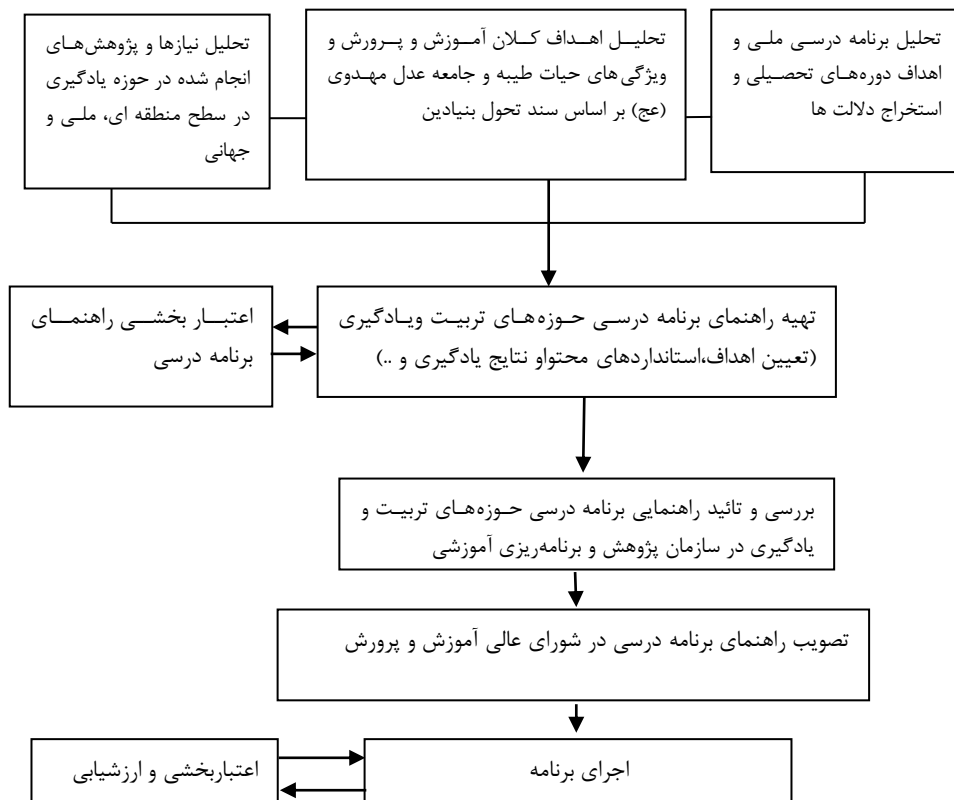 تحلیل برنامه درسی ملی و
اهداف دوره‌های تحصیلی و
استخراج دلالت ها
تحلیل اهداف کلان آموزش و پرورش و
ویژگی های حیات طیبه و جامعه عدل مهدوی
(عج) بر اساس سند تحول بنیادین
تحلیل نیازها و پژوهش‌های
انجام شده در حوزه یادگیری
در سطح منطقه ای، ملی و
جهانی
تهیه راهنمای برنامه درسی حوزه‌های تربیت ویادگیری
(تعیین اهداف،استانداردهای محتواو نتایج یادگیری و ..)
اعتبار بخشی راهنمای
برنامه درسی
بررسی و تائید راهنمایی برنامه درسی حوزه‌های تربیت و
یادگیری در سازمان پژوهش و برنامه‌ریزی آموزشی
تصویب راهنمای برنامه درسی در شورای عالی آموزش و پرورش
اجرای برنامه
اعتباربخشی و ارزشیابی